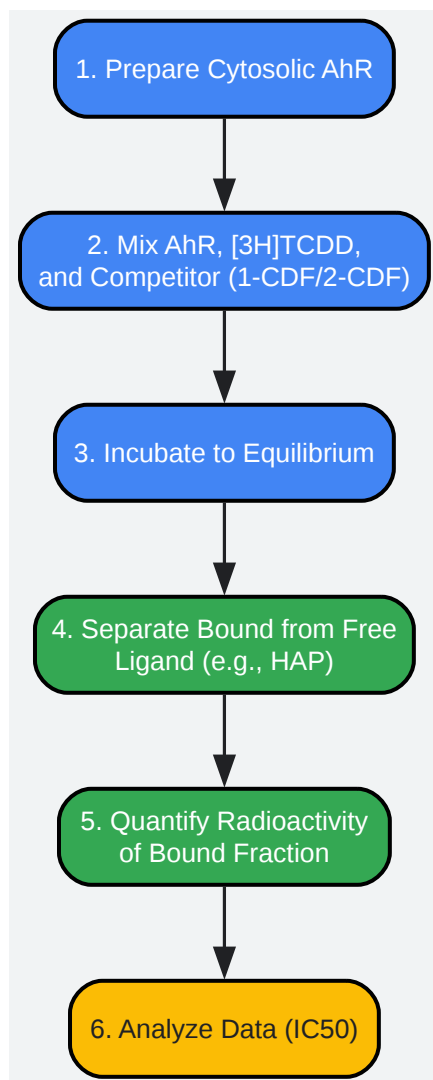 1. Prepare Cytosolic AhR
2. Mix AhR, [3H]TCDD,
and Competitor (1-CDF/2-CDF)
3. Incubate to Equilibrium
4. Separate Bound from Free
Ligand (e.g., HAP)
5. Quantify Radioactivity
of Bound Fraction
6. Analyze Data (IC50)